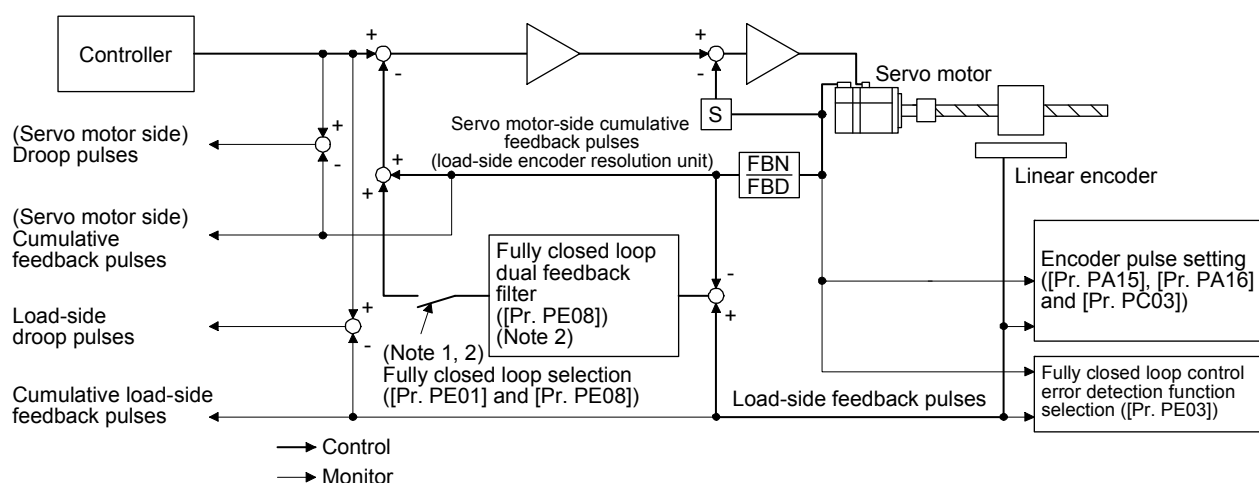 Controller
+
+
-
+
-
Servo motor
S
(Servo motor side)
Droop pulses
+
-
Servo motor-side cumulative
feedback pulses
(load-side encoder resolution unit)
+
+
FBN
FBD
Linear encoder
(Servo motor side)
Cumulative
feedback pulses
Fully closed loop
dual feedback
filter
([Pr. PE08])
(Note 2)
-
+
Encoder pulse setting
([Pr. PA15], [Pr. PA16]
and [Pr. PC03])
Load-side
droop pulses
+
-
(Note 1, 2)
Fully closed loop selection
([Pr. PE01] and [Pr. PE08])
Fully closed loop control
error detection function
selection ([Pr. PE03])
Cumulative load-side
feedback pulses
Load-side feedback pulses
Control
Monitor